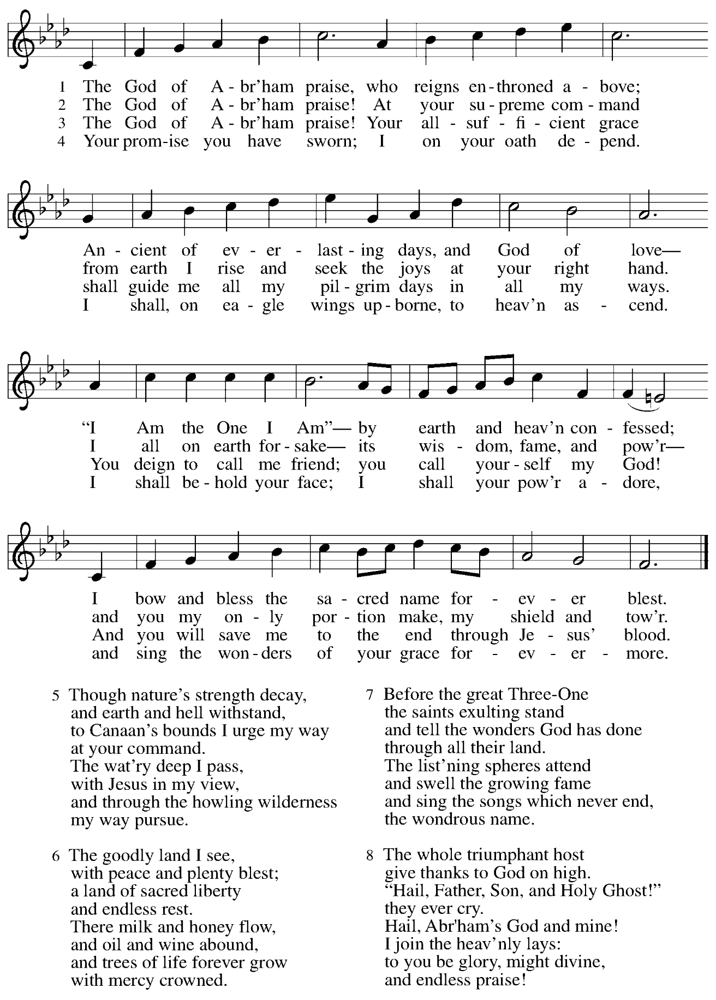 1 The God of A - br’ham praise, who reigns en - throned a - bove;
2 The God of A - br’ham praise! At your su - preme com - mand
3 The God of A - br’ham praise! Your all - suf - fi - cient grace
4 Your prom - ise you have sworn; I on your oath de - pend.
An - cient of ev - er - last - ing days, and God of love—
from earth I rise and seek the joys at your right hand.
shall guide me all my pil - grim days in all my ways.
I shall, on ea - gle wings up - borne, to heav’n as - cend.
“I Am the One I Am”— by earth and heav’n con - fessed;
I all on earth for - sake— its wis - dom, fame, and pow’r—
You deign to call me friend; you call your - self my God!
I shall be - hold your face; I shall your pow’r a - dore,
I bow and bless the sa - cred name for - ev - er blest.
and you my on - ly por - tion make, my shield and tow’r.
And you will save me to the end through Je - sus’ blood.
and sing the won - ders of your grace for - ev - er - more.
5 Though nature’s strength decay,
and earth and hell withstand,
to Canaan’s bounds I urge my way
at your command.
The wat’ry deep I pass,
with Jesus in my view,
and through the howling wilderness
my way pursue.
6 The goodly land I see,
with peace and plenty blest;
a land of sacred liberty
and endless rest.
There milk and honey flow,
and oil and wine abound,
and trees of life forever grow
with mercy crowned.
7 Before the great Three-One
the saints exulting stand
and tell the wonders God has done
through all their land.
The list’ning spheres attend
and swell the growing fame
and sing the songs which never end,
the wondrous name.
8 The whole triumphant host
give thanks to God on high.
“Hail, Father, Son, and Holy Ghost!”
they ever cry.
Hail, Abr'ham’s God and mine!
I join the heav’nly lays:
to you be glory, might divine,
and endless praise!